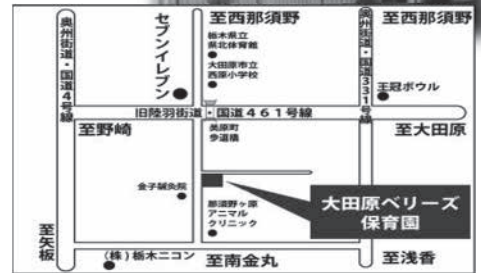 至西那須野
至西那須野
奥州街道・国道4号線
セブンイレブン
栃木県立
県北体育館
大田原市立
西原小学校
奥州街道・国道331号線
王冠ボウル
旧陸羽街道・国道461号線
至野崎
美原町
歩道橋
至大田原
金子鍼灸院
那須野ヶ原
アニマル
クリニック
大田原ベリーズ
保育園
至矢板
(株)栃木ニコン
至南金丸
至浅香